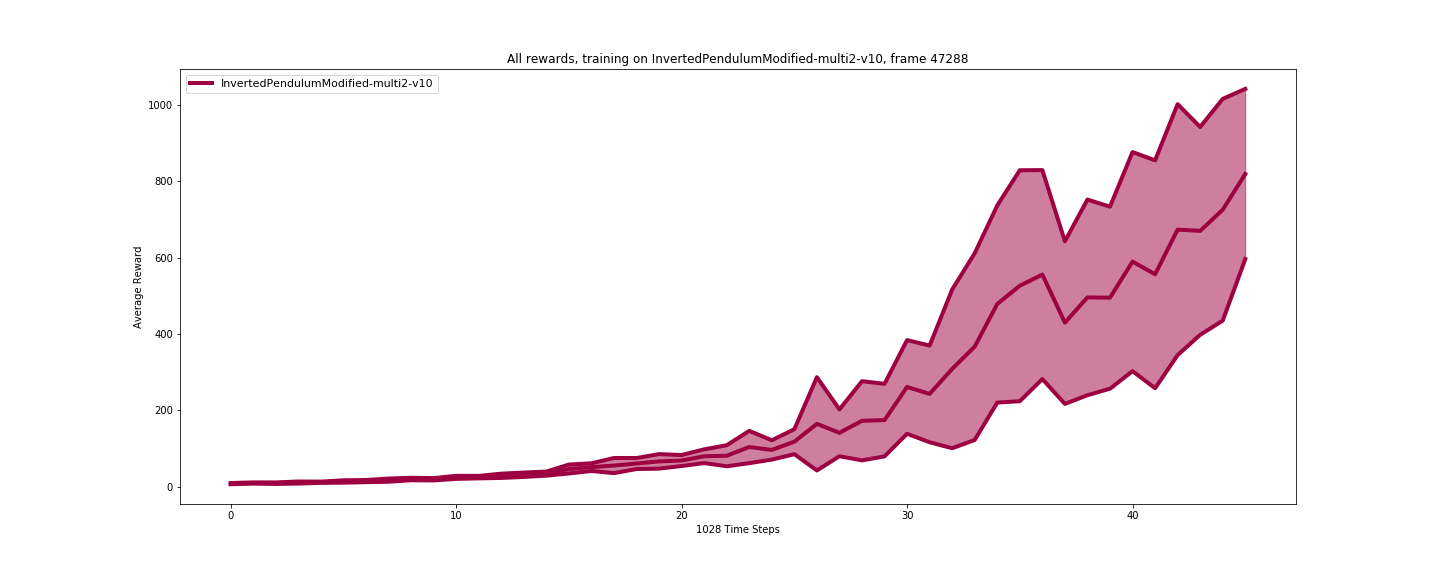 All rewards, training on InvertedPendulumModified-multi2-v10, frame 47288
InvertedPendulumModified-multi2-v10
1000
800
600
400
200
0
Average Reward
0 10 20 30 40
1028 Time Steps